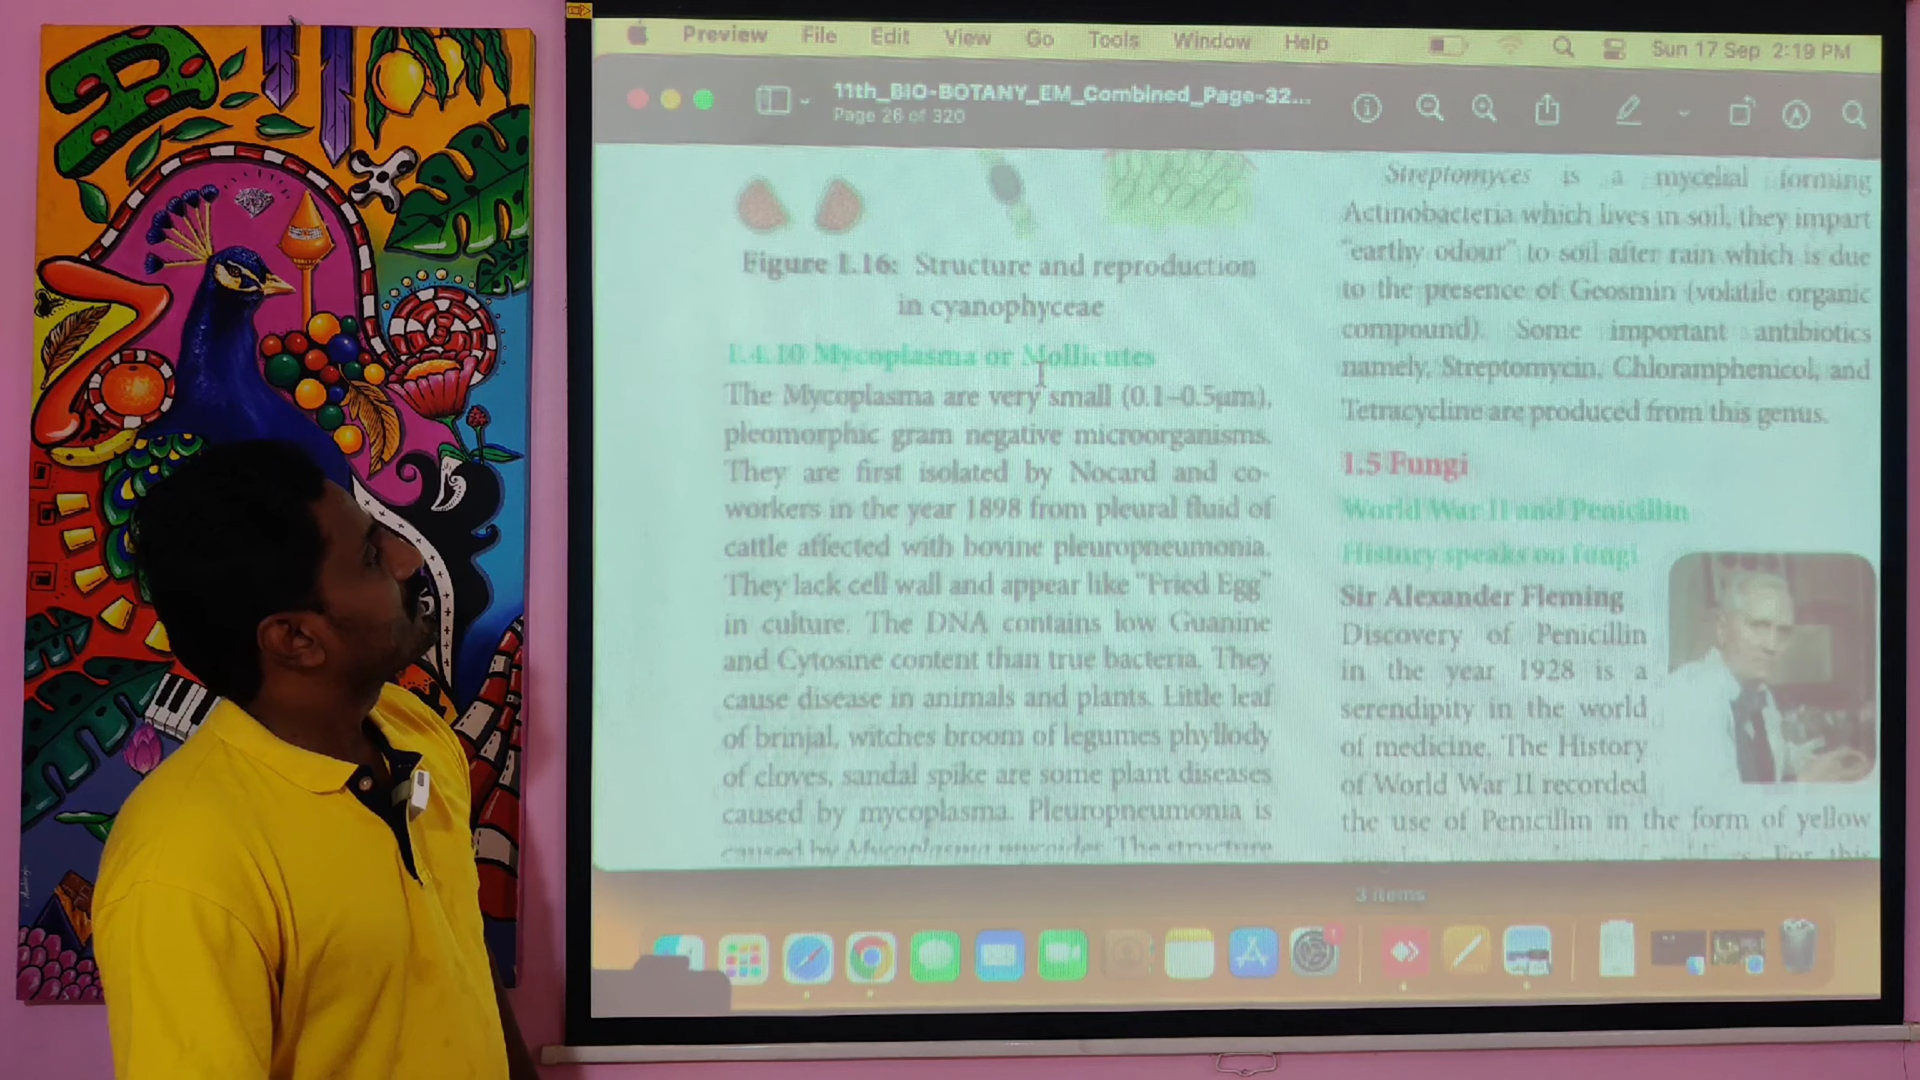 Preview File Edit View Go Tools Window Help Sun 17 Sep 2:19 PM
11th_BIO-BOTANY_EM_Combined_Page-32...
Page 26 of 320
Figure 1.16: Structure and reproduction
in cyanophyceae
1.4.10 Mycoplasma or Mollicutes
The Mycoplasma are very small (0.1–0.5µm),
pleomorphic gram negative microorganisms.
They are first isolated by Nocard and co-
workers in the year 1898 from pleural fluid of
cattle affected with bovine pleuropneumonia.
They lack cell wall and appear like "Fried Egg"
in culture. The DNA contains low Guanine
and Cytosine content than true bacteria. They
cause disease in animals and plants. Little leaf
of brinjal, witches broom of legumes phyllody
of cloves, sandal spike are some plant diseases
caused by mycoplasma. Pleuropneumonia is
caused by Mycoplasma mycoides. The structure
Streptomyces is a mycelial forming
Actinobacteria which lives in soil, they impart
"earthy odour" to soil after rain which is due
to the presence of Geosmin (volatile organic
compound). Some important antibiotics
namely, Streptomycin, Chloramphenicol, and
Tetracycline are produced from this genus.
1.5 Fungi
World War II and Penicillin
History speaks on fungi
Sir Alexander Fleming
Discovery of Penicillin
in the year 1928 is a
serendipity in the world
of medicine. The History
of World War II recorded
the use of Penicillin in the form of yellow
For this
3 items